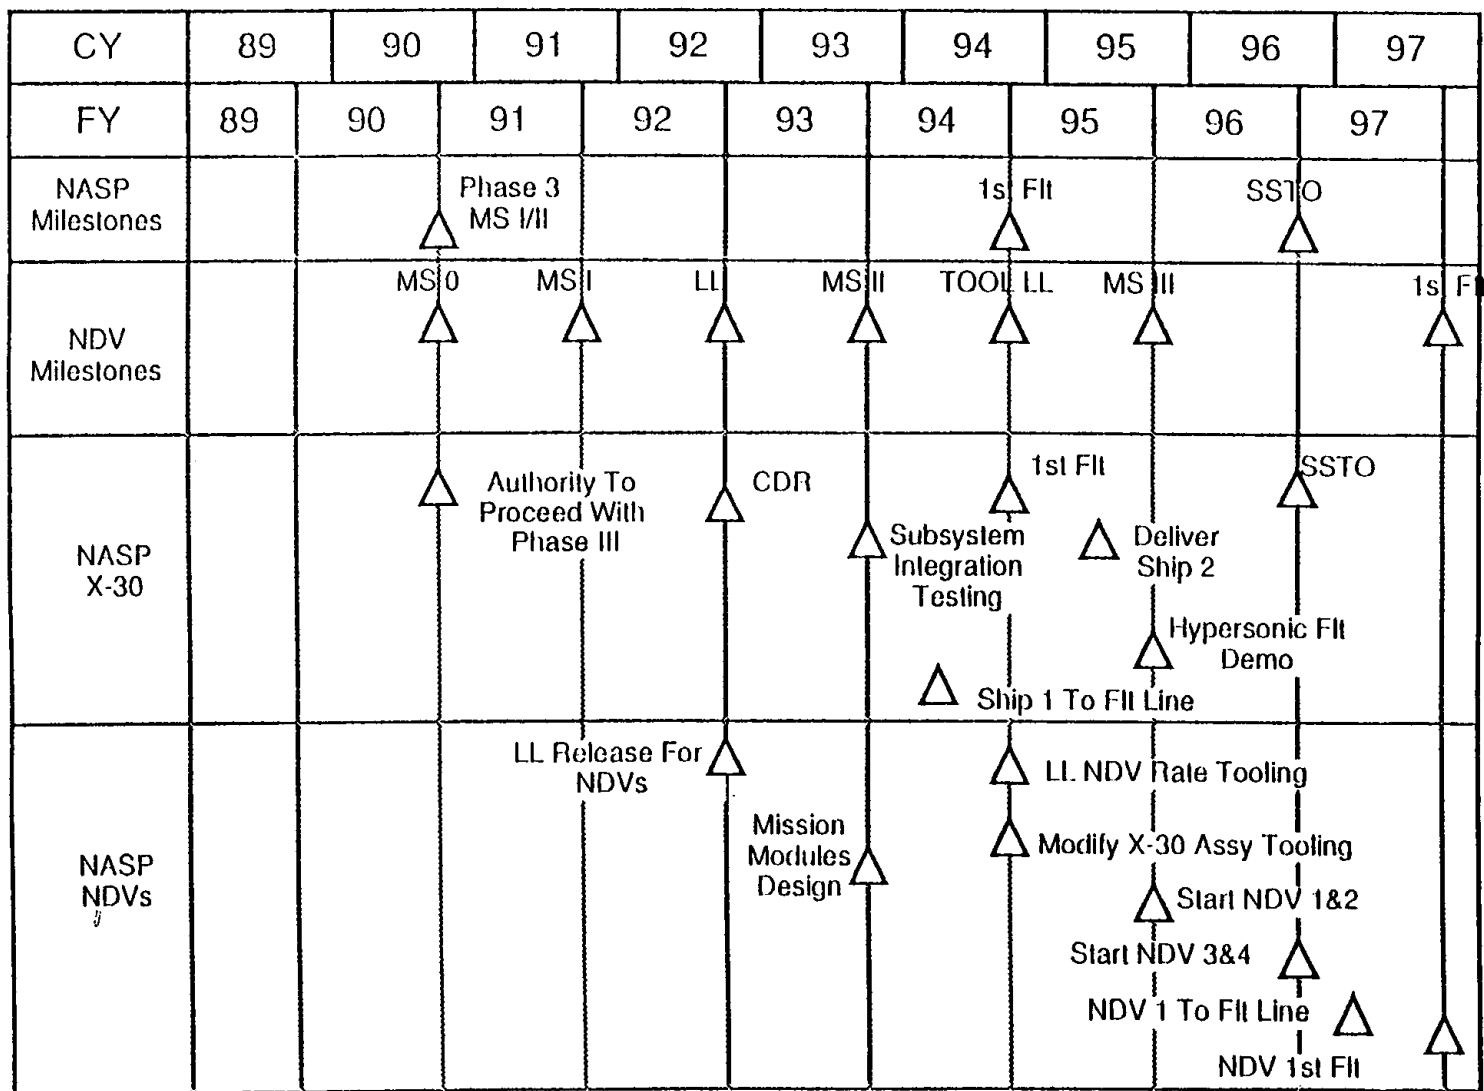 CY 89 90 91 92 93 94 95 96 97
FY 89 90 91 92 93 94 95 96 97
NASP
Milestones
Phase 3
MS I/II
1st Flt
SSTO
NDV
Milestones
MS 0
MS I
LL
MS II
TOOL LL
MS III
1st Flt
NASP
X-30
Authority To
Proceed With
Phase III
CDR
Subsystem
Integration
Testing
1st Flt
Deliver
Ship 2
SSTO
Hypersonic Flt
Demo
Ship 1 To Flt Line
NASP
NDVs
LL Release For
NDVs
Mission
Modules
Design
LL NDV Rate Tooling
Modify X-30 Assy Tooling
Start NDV 1&2
Start NDV 3&4
NDV 1 To Flt Line
NDV 1st Flt